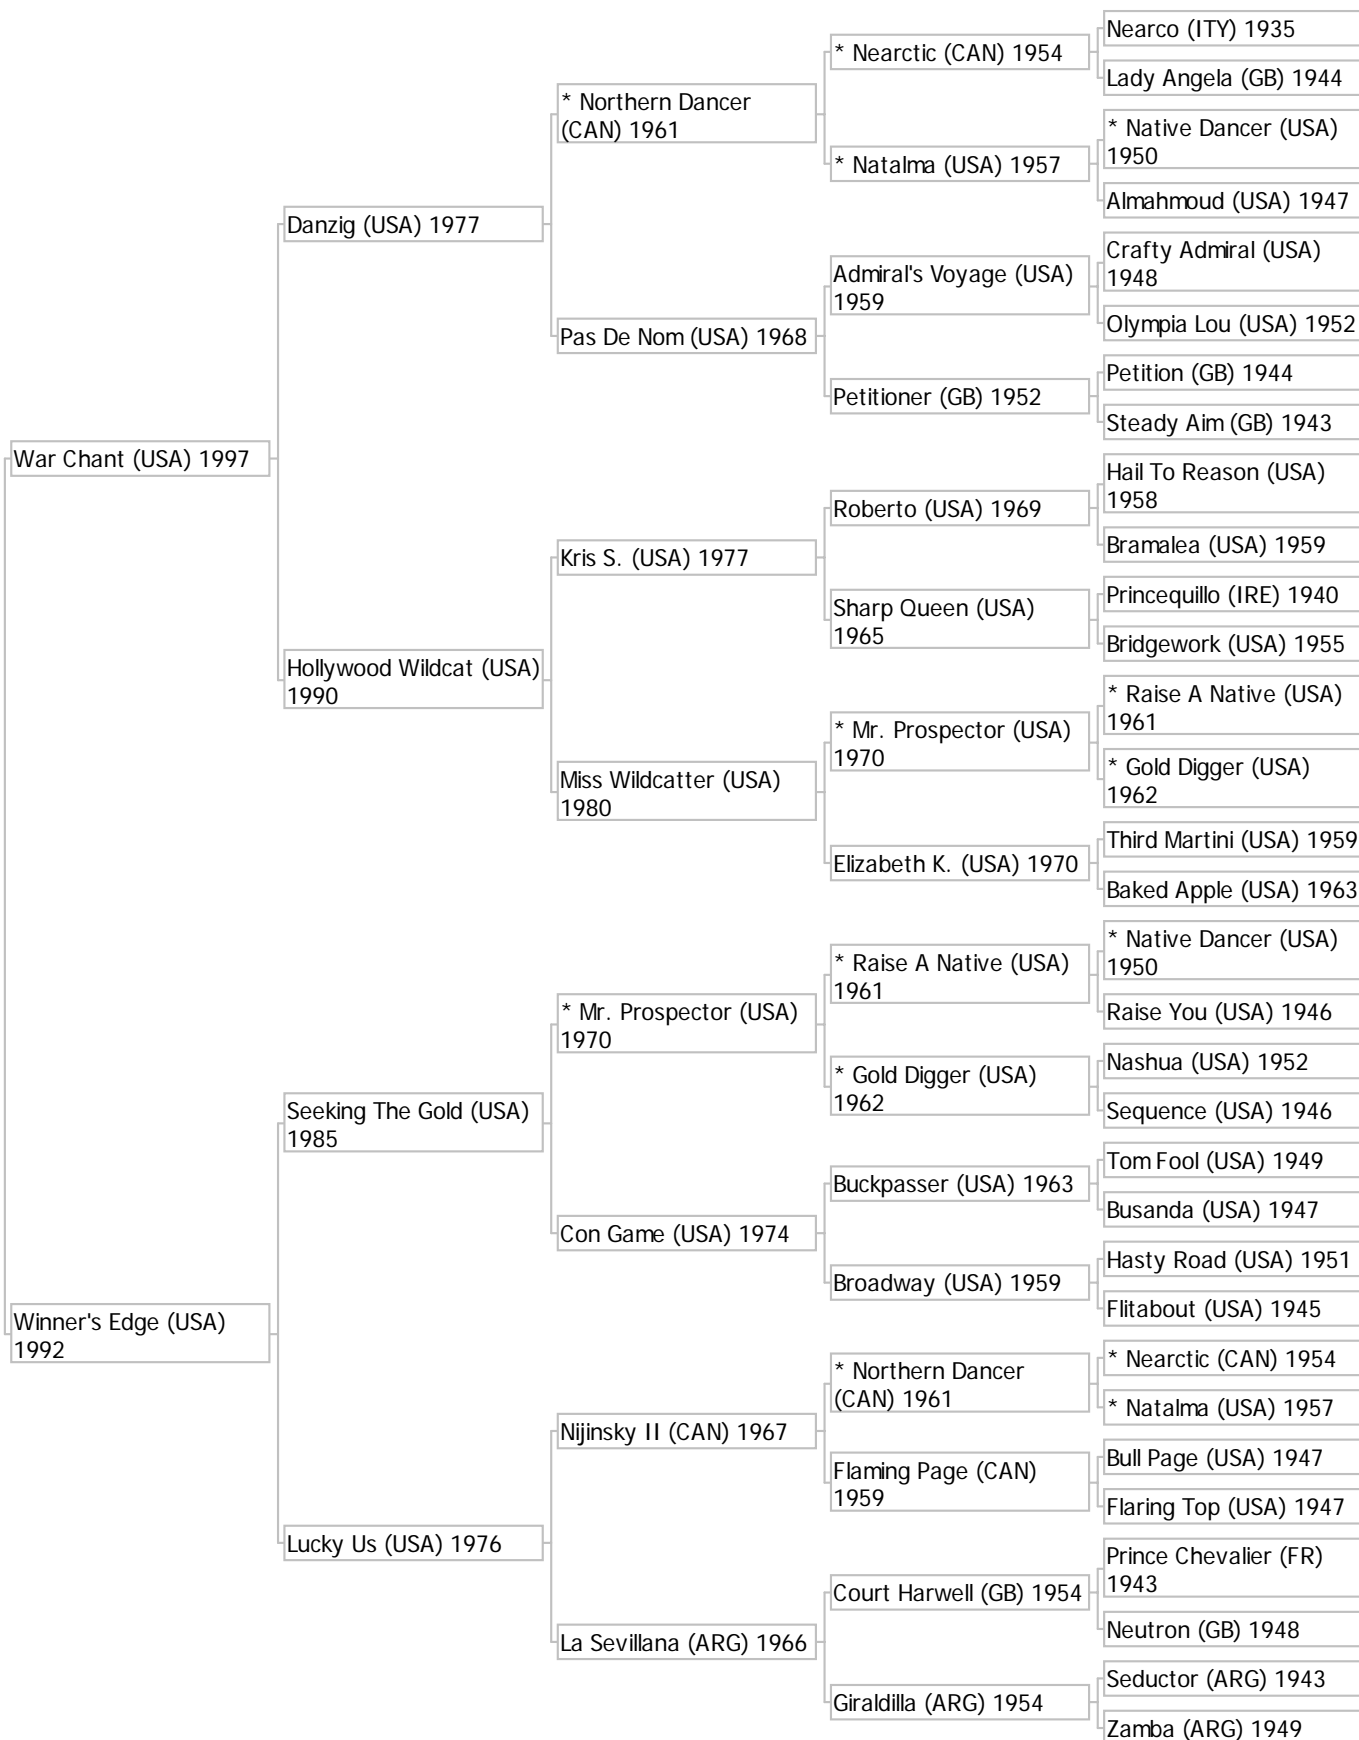 War Chant (USA) 1997
Winner's Edge (USA)
1992
Danzig (USA) 1977
Hollywood Wildcat (USA)
1990
Seeking The Gold (USA)
1985
Lucky Us (USA) 1976
* Northern Dancer
(CAN) 1961
Pas De Nom (USA) 1968
Kris S. (USA) 1977
Miss Wildcatter (USA)
1980
* Mr. Prospector (USA)
1970
Con Game (USA) 1974
Nijinsky II (CAN) 1967
La Sevillana (ARG) 1966
* Nearctic (CAN) 1954
* Natalma (USA) 1957
Admiral's Voyage (USA)
1959
Petitioner (GB) 1952
Roberto (USA) 1969
Sharp Queen (USA)
1965
* Mr. Prospector (USA)
1970
Elizabeth K. (USA) 1970
* Raise A Native (USA)
1961
* Gold Digger (USA)
1962
Buckpasser (USA) 1963
Broadway (USA) 1959
* Northern Dancer
(CAN) 1961
Flaming Page (CAN)
1959
Court Harwell (GB) 1954
Giraldilla (ARG) 1954
Nearco (ITY) 1935
Lady Angela (GB) 1944
* Native Dancer (USA)
1950
Almahmoud (USA) 1947
Crafty Admiral (USA)
1948
Olympia Lou (USA) 1952
Petition (GB) 1944
Steady Aim (GB) 1943
Hail To Reason (USA)
1958
Bramalea (USA) 1959
Princequillo (IRE) 1940
Bridgework (USA) 1955
* Raise A Native (USA)
1961
* Gold Digger (USA)
1962
Third Martini (USA) 1959
Baked Apple (USA) 1963
* Native Dancer (USA)
1950
Raise You (USA) 1946
Nashua (USA) 1952
Sequence (USA) 1946
Tom Fool (USA) 1949
Busanda (USA) 1947
Hasty Road (USA) 1951
Flitabout (USA) 1945
* Nearctic (CAN) 1954
* Natalma (USA) 1957
Bull Page (USA) 1947
Flaring Top (USA) 1947
Prince Chevalier (FR)
1943
Neutron (GB) 1948
Seductor (ARG) 1943
Zamba (ARG) 1949